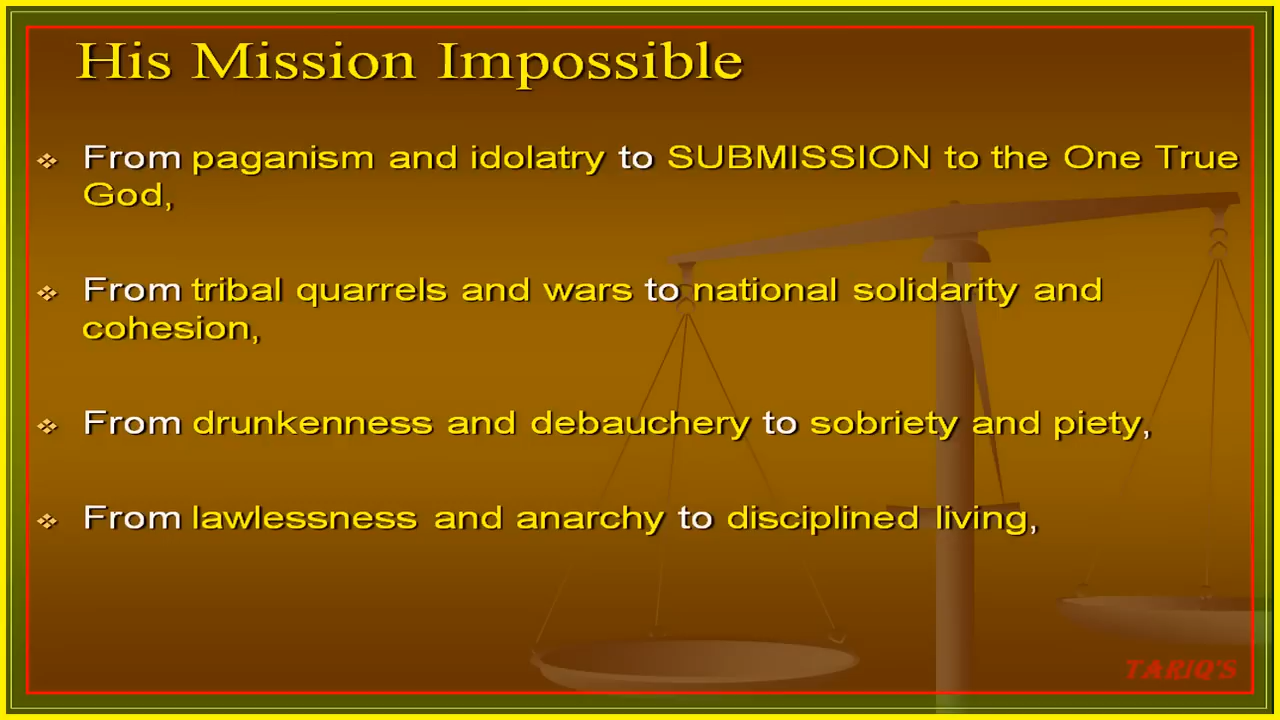 His Mission Impossible
From paganism and idolatry to SUBMISSION to the One True
God,
From tribal quarrels and wars to national solidarity and
cohesion,
From drunkenness and debauchery to sobriety and piety,
From lawlessness and anarchy to disciplined living,
TARIQ'S